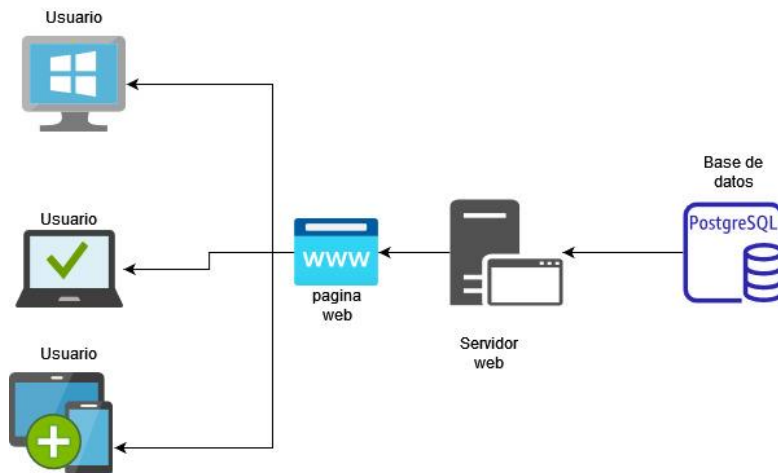 Usuario
Usuario
Usuario
www
pagina
web
Servidor
web
Base de
datos
PostgreSQL